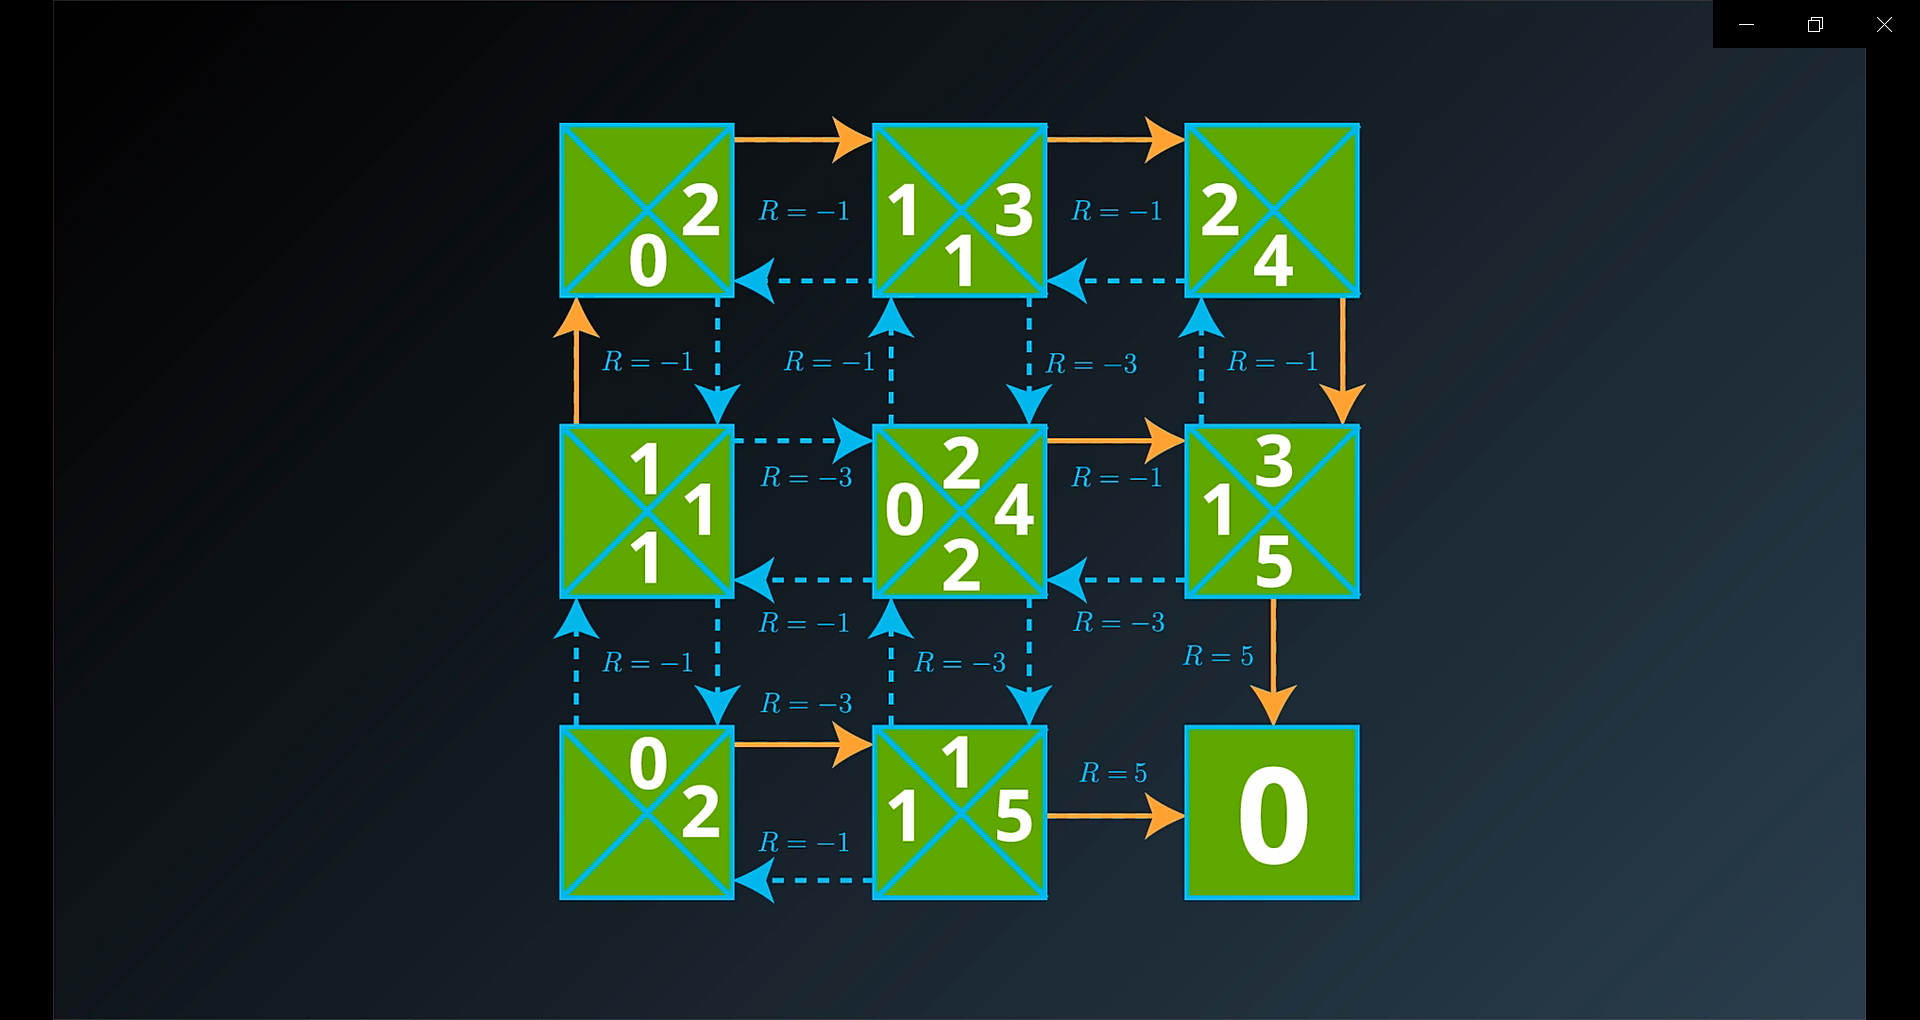 2 1 3 2
R = −1 R = −1
0 1 4
R = −1 R = −1 R = −3 R = −1
1 2 3
R = −3 R = −1
1 0 4 1
1 2 5
R = −1 R = −3
R = −1 R = −3 R = 5
R = −3
0 1
R = 5
2 1 5 0
R = −1